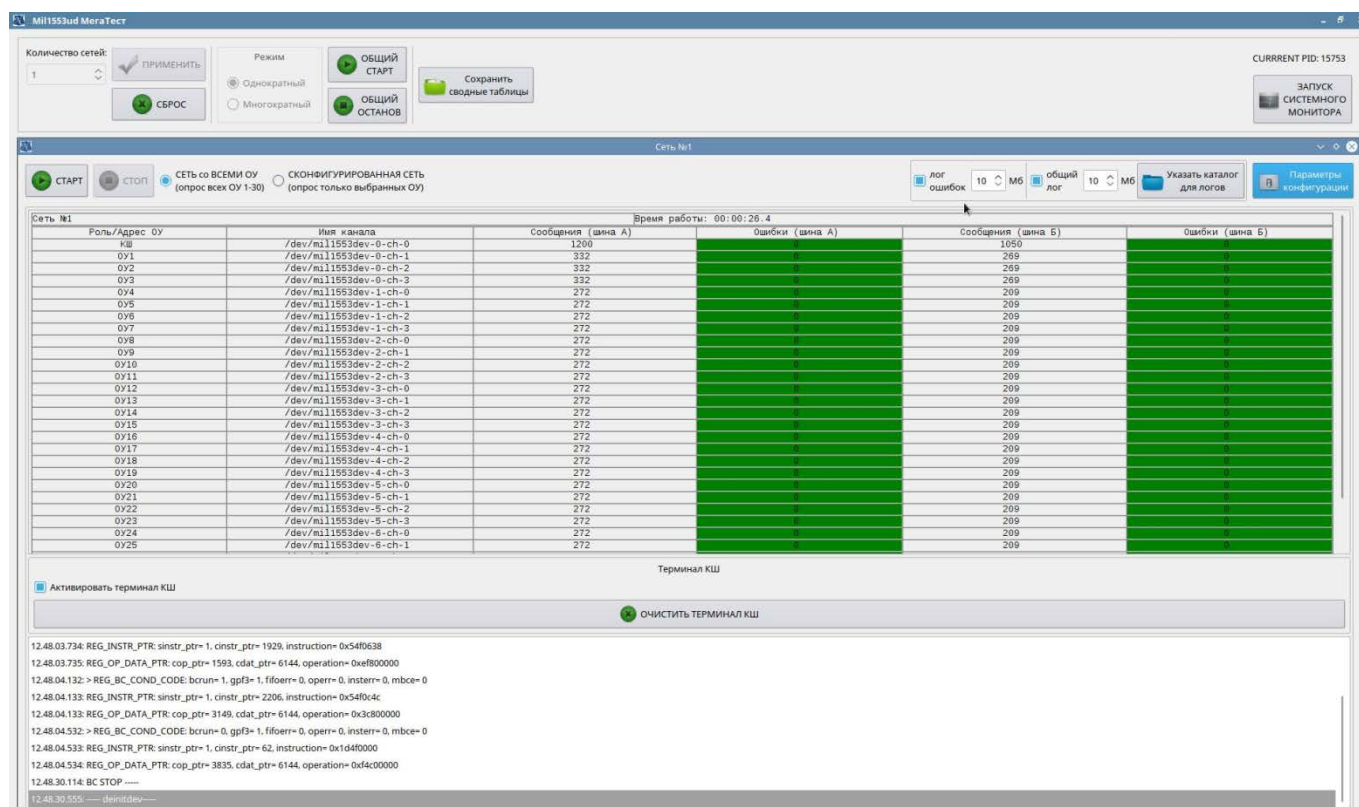 Mil1553ud МегаТест
Количество сетей:
1
ПРИМЕНИТЬ
СБРОС
Режим
Однократный
Многократный
ОБЩИЙ
СТАРТ
ОБЩИЙ
ОСТАНОВ
Сохранить
сводные таблицы
CURRRENT PID: 15753
ЗАПУСК
СИСТЕМНОГО
МОНИТОРА
Сеть №1
СТАРТ
СТОП
СЕТЬ со ВСЕМИ ОУ
(опрос всех ОУ 1-30)
СКОНФИГУРИРОВАННАЯ СЕТЬ
(опрос только выбранных ОУ)
лог
ошибок
10 Мб
общий
лог
10 Мб
Указать каталог
для логов
Параметры
конфигурации
Сеть №1 Время работы: 00:00:26.4
Роль/Адрес ОУ Имя канала Сообщения (шина А) Ошибки (шина А) Сообщения (шина Б) Ошибки (шина Б)
КШ /dev/mil1553dev-0-ch-0 1200 0 1050 0
ОУ1 /dev/mil1553dev-0-ch-1 332 0 269 0
ОУ2 /dev/mil1553dev-0-ch-2 332 0 269 0
ОУ3 /dev/mil1553dev-0-ch-3 332 0 269 0
ОУ4 /dev/mil1553dev-1-ch-0 272 0 209 0
ОУ5 /dev/mil1553dev-1-ch-1 272 0 209 0
ОУ6 /dev/mil1553dev-1-ch-2 272 0 209 0
ОУ7 /dev/mil1553dev-1-ch-3 272 0 209 0
ОУ8 /dev/mil1553dev-2-ch-0 272 0 209 0
ОУ9 /dev/mil1553dev-2-ch-1 272 0 209 0
ОУ10 /dev/mil1553dev-2-ch-2 272 0 209 0
ОУ11 /dev/mil1553dev-2-ch-3 272 0 209 0
ОУ12 /dev/mil1553dev-3-ch-0 272 0 209 0
ОУ13 /dev/mil1553dev-3-ch-1 272 0 209 0
ОУ14 /dev/mil1553dev-3-ch-2 272 0 209 0
ОУ15 /dev/mil1553dev-3-ch-3 272 0 209 0
ОУ16 /dev/mil1553dev-4-ch-0 272 0 209 0
ОУ17 /dev/mil1553dev-4-ch-1 272 0 209 0
ОУ18 /dev/mil1553dev-4-ch-2 272 0 209 0
ОУ19 /dev/mil1553dev-4-ch-3 272 0 209 0
ОУ20 /dev/mil1553dev-5-ch-0 272 0 209 0
ОУ21 /dev/mil1553dev-5-ch-1 272 0 209 0
ОУ22 /dev/mil1553dev-5-ch-2 272 0 209 0
ОУ23 /dev/mil1553dev-5-ch-3 272 0 209 0
ОУ24 /dev/mil1553dev-6-ch-0 272 0 209 0
ОУ25 /dev/mil1553dev-6-ch-1 272 0 209 0
Терминал КШ
Активировать терминал КШ
ОЧИСТИТЬ ТЕРМИНАЛ КШ
12.48.03.734: REG_INSTR_PTR: sinstr_ptr= 1, cinstr_ptr= 1929, instruction= 0x54f0638
12.48.03.735: REG_OP_DATA_PTR: cop_ptr= 1593, cdat_ptr= 6144, operation= 0xef800000
12.48.04.132: > REG_BC_COND_CODE: bcrun= 1, gpf3= 1, fifoerr= 0, operr= 0, insterr= 0, mbce= 0
12.48.04.133: REG_INSTR_PTR: sinstr_ptr= 1, cinstr_ptr= 2206, instruction= 0x54f0c4c
12.48.04.133: REG_OP_DATA_PTR: cop_ptr= 3149, cdat_ptr= 6144, operation= 0x3c800000
12.48.04.532: > REG_BC_COND_CODE: bcrun= 0, gpf3= 1, fifoerr= 0, operr= 0, insterr= 0, mbce= 0
12.48.04.533: REG_INSTR_PTR: sinstr_ptr= 1, cinstr_ptr= 62, instruction= 0x1d4f0000
12.48.04.534: REG_OP_DATA_PTR: cop_ptr= 3835, cdat_ptr= 6144, operation= 0xf4c00000
12.48.30.114: BC STOP -----
12.48.30.555: ---- deinitdev----